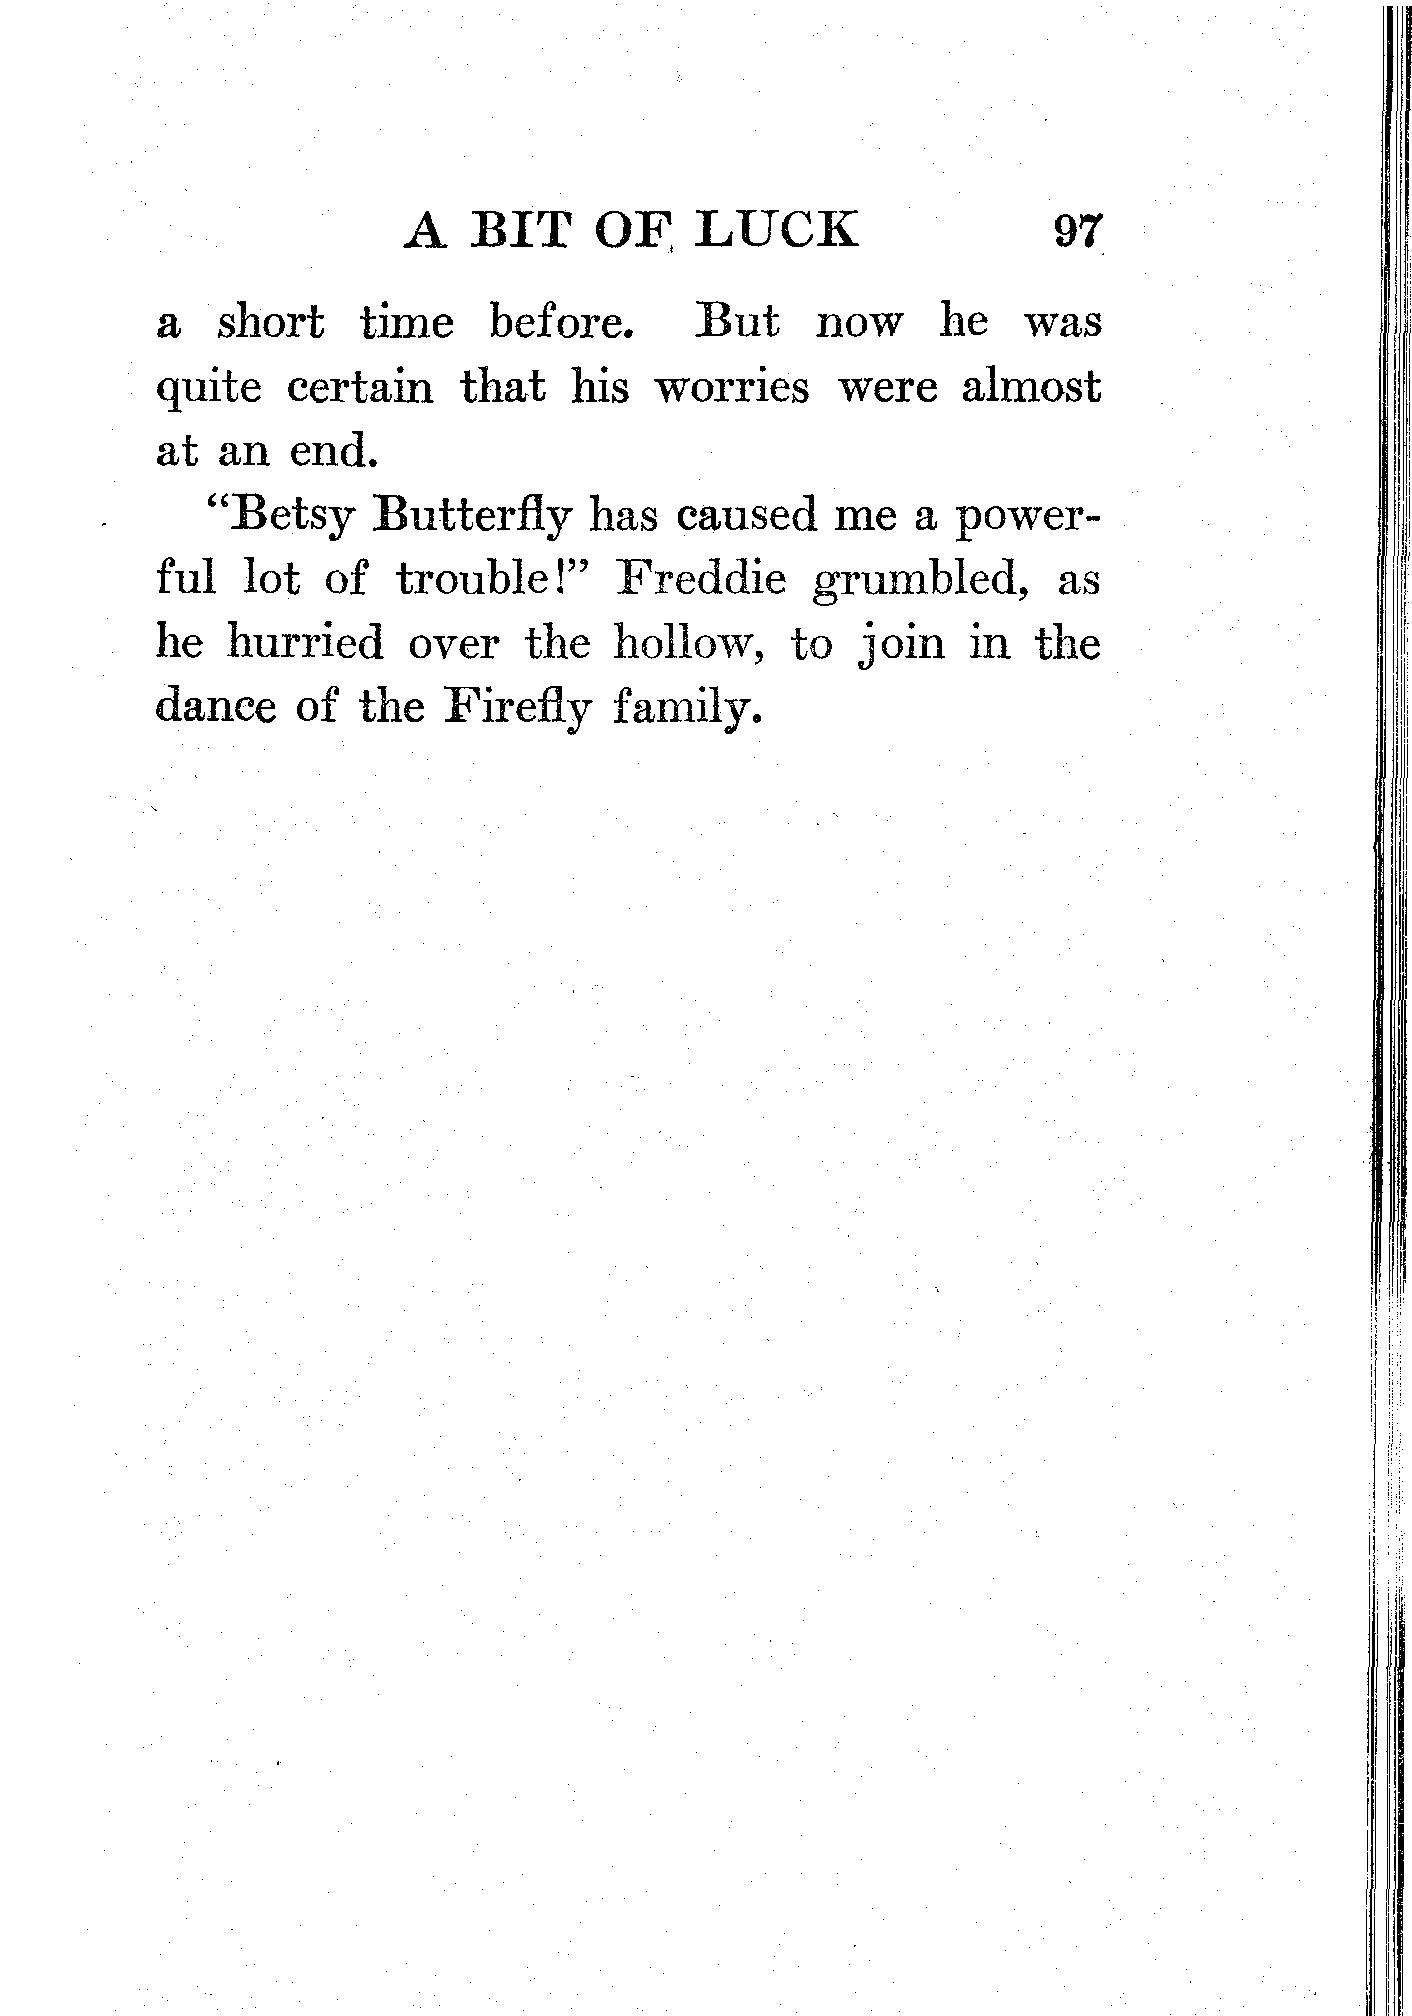 A BIT OF LUCK 97
a short time before. But now he was
quite certain that his worries were almost
at an end.
“Betsy Butterfly has caused me a power-
ful lot of trouble!” Freddie grumbled, as
he hurried over the hollow, to join in the
dance of the Firefly family.